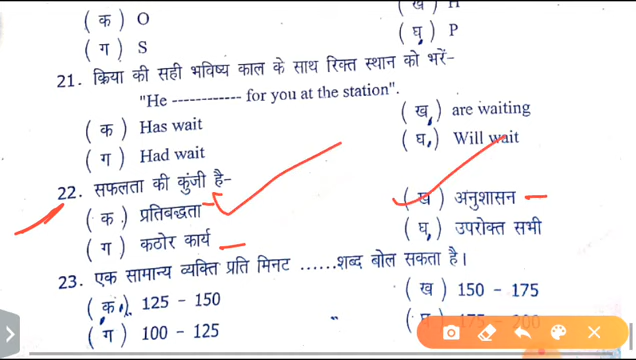 (क) O (ख) H
(ग) S (घ) P
21. क्रिया की सही भविष्य काल के साथ रिक्त स्थान को भरें-
"He ------------ for you at the station".
(क) Has wait (ख) are waiting
(ग) Had wait (घ) Will wait
22. सफलता की कुंजी है-
(क) प्रतिबद्धता (ख) अनुशासन
(ग) कठोर कार्य (घ) उपरोक्त सभी
23. एक सामान्य व्यक्ति प्रति मिनट ......शब्द बोल सकता है।
(क) 125 - 150 (ख) 150 - 175
(ग) 100 - 125 (घ) 175 - 200